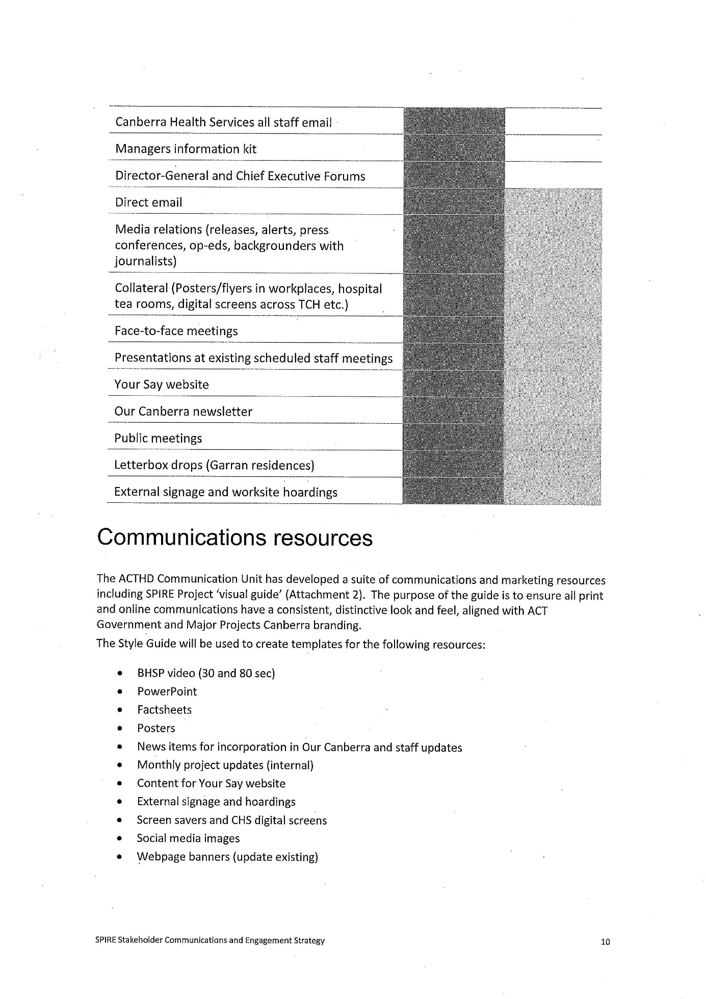 Canberra Health Services all staff email
Managers information kit
Director-General and Chief Executive Forums
Direct email
Media relations (releases, alerts, press
conferences, op-eds, backgrounders with
journalists)
Collateral (Posters/flyers in workplaces, hospital
tea rooms, digital screens across TCH etc.)
Face-to-face meetings
Presentations at existing scheduled staff meetings
Your Say website
Our Canberra newsletter
Public meetings
Letterbox drops (Garran residences)
External signage and worksite hoardings
Communications resources
The ACTHD Communication Unit has developed a suite of communications and marketing resources
including SPIRE Project ‘visual guide’ (Attachment 2). The purpose of the guide is to ensure all print
and online communications have a consistent, distinctive look and feel, aligned with ACT
Government and Major Projects Canberra branding.
The Style Guide will be used to create templates for the following resources:
• BHSP video (30 and 80 sec)
• PowerPoint
• Factsheets
• Posters
• News items for incorporation in Our Canberra and staff updates
• Monthly project updates (internal)
• Content for Your Say website
• External signage and hoardings
• Screen savers and CHS digital screens
• Social media images
• Webpage banners (update existing)
SPIRE Stakeholder Communications and Engagement Strategy 10